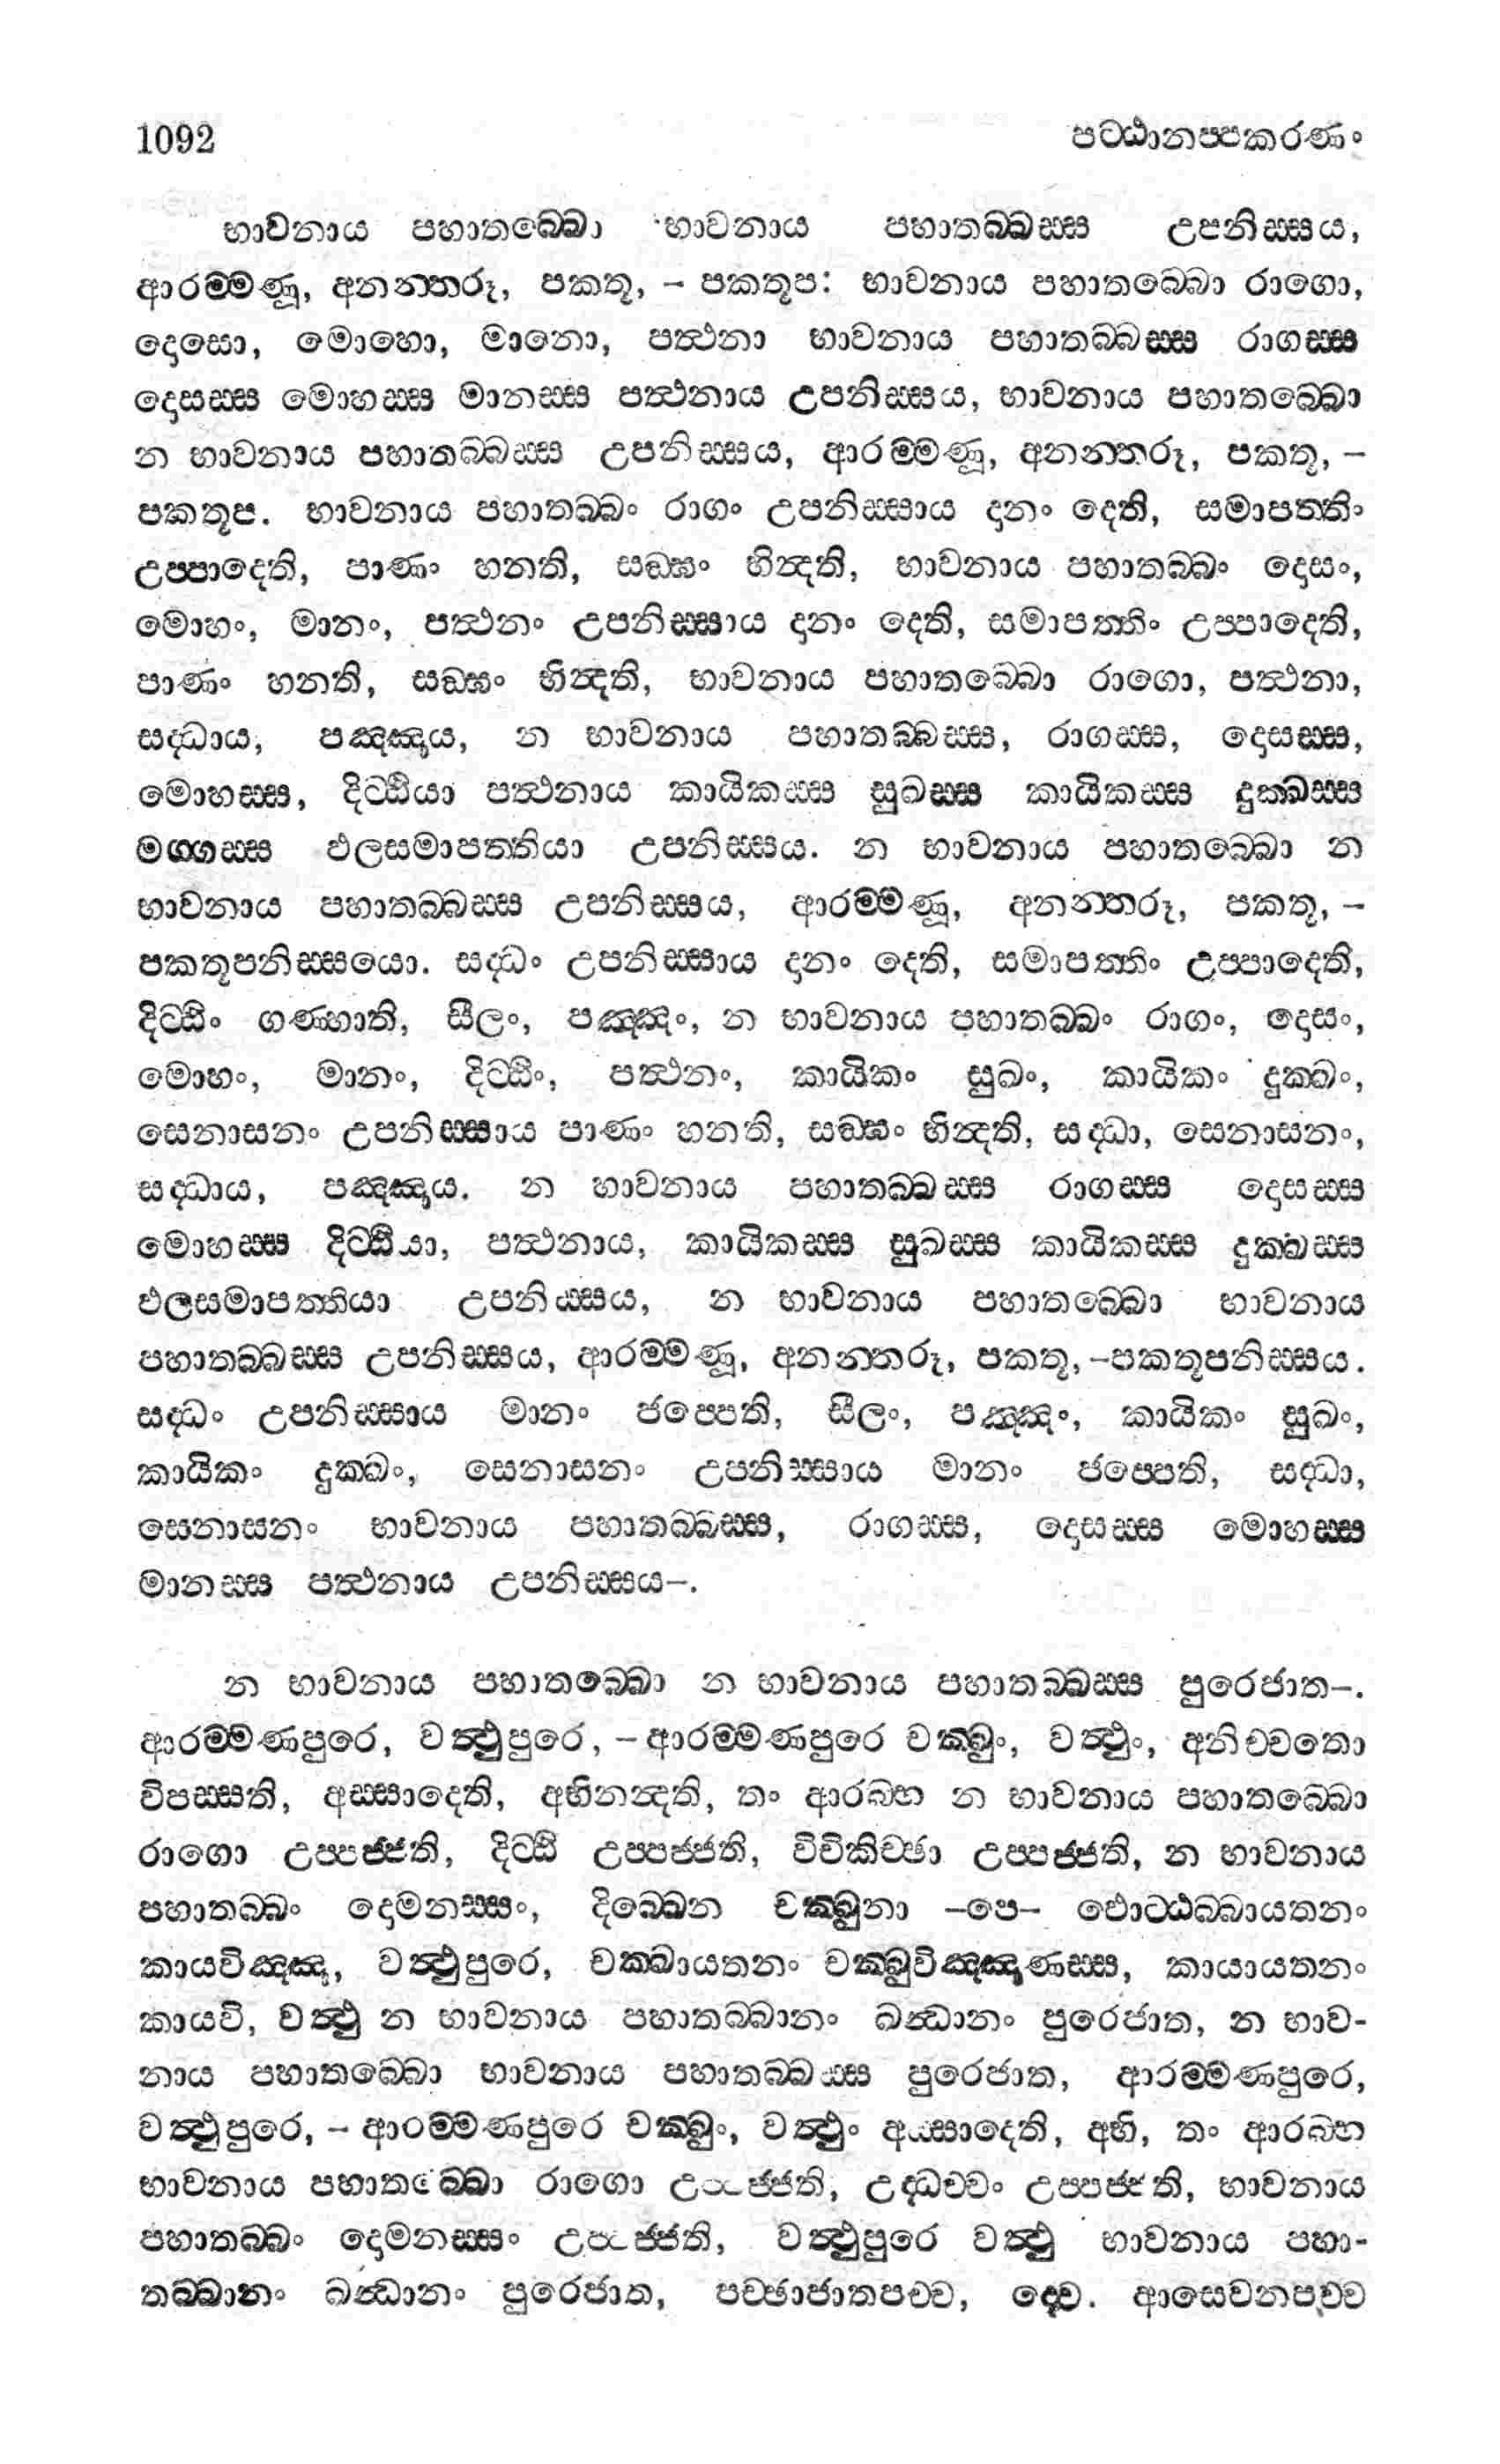 1092 පට්ඨානප්පකරණං
භාවනාය පහාතබ්බො භාවනාය පහාතබ්බස්ස උපනිස්සය,
ආරම්මණූ, අනන්තරූ, පකතූ, – පකතූප: භාවනාය පහාතබ්බො රාගො,
දොසො, මොහො, මානො, පත්ථනා භාවනාය පහාතබ්බස්ස රාගස්ස
දොසස්ස මොහස්ස මානස්ස පත්ථනාය උපනිස්සය, භාවනාය පහාතබ්බො
න භාවනාය පහාතබ්බස්ස උපනිස්සය, ආරම්මණූ, අනන්තරූ, පකතූ, –
පකතූප. භාවනාය පහාතබ්බං රාගං උපනිස්සාය දානං දෙති, සමාපත්තිං
උප්පාදෙති, පාණං හනති, සඞ්ඝං භින්දති, භාවනාය පහාතබ්බං දොසං,
මොහං, මානං, පත්ථනං උපනිස්සාය දානං දෙති, සමාපත්තිං උප්පාදෙති,
පාණං හනති, සඞ්ඝං භින්දති, භාවනාය පහාතබ්බො රාගො, පත්ථනා,
සද්ධාය, පඤ්ඤාය, න භාවනාය පහාතබ්බස්ස, රාගස්ස, දොසස්ස,
මොහස්ස, දිට්ඨියා පත්ථනාය කායිකස්ස සුඛස්ස කායිකස්ස දුක්ඛස්ස
මග්ගස්ස ඵලසමාපත්තියා උපනිස්සය. න භාවනාය පහාතබ්බො න
භාවනාය පහාතබ්බස්ස උපනිස්සය, ආරම්මණූ, අනන්තරූ, පකතූ, –
පකතූපනිස්සයො. සද්ධං උපනිස්සාය දානං දෙති, සමාපත්තිං උප්පාදෙති,
දිට්ඨිං ගණ්හාති, සීලං, පඤ්ඤං, න භාවනාය පහාතබ්බං රාගං, දොසං,
මොහං, මානං, දිට්ඨිං, පත්ථනං, කායිකං සුඛං, කායිකං දුක්ඛං,
සෙනාසනං උපනිස්සාය පාණං හනති, සඞ්ඝං භින්දති, සද්ධා, සෙනාසනං,
සද්ධාය, පඤ්ඤාය. න භාවනාය පහාතබ්බස්ස රාගස්ස දොසස්ස
මොහස්ස දිට්ඨියා, පත්ථනාය, කායිකස්ස සුඛස්ස කායිකස්ස දුක්ඛස්ස
ඵලසමාපත්තියා උපනිස්සය, න භාවනාය පහාතබ්බො භාවනාය
පහාතබ්බස්ස උපනිස්සය, ආරම්මණූ, අනන්තරූ, පකතූ, –පකතූපනිස්සය.
සද්ධං උපනිස්සාය මානං ජප්පෙති, සීලං, පඤ්ඤං, කායිකං සුඛං,
කායිකං දුක්ඛං, සෙනාසනං උපනිස්සාය මානං ජප්පෙති, සද්ධා,
සෙනාසනං භාවනාය පහාතබ්බස්ස, රාගස්ස, දොසස්ස මොහස්ස
මානස්ස පත්ථනාය උපනිස්සය–.
න භාවනාය පහාතබ්බො න භාවනාය පහාතබ්බස්ස පුරෙජාත–.
ආරම්මණපුරෙ, වත්ථුපුරෙ, – ආරම්මණපුරෙ චක්ඛුං, වත්ථුං, අනිච්චතො
විපස්සති, අස්සාදෙති, අභිනන්දති, තං ආරබ්භ න භාවනාය පහාතබ්බො
රාගො උප්පජ්ජති, දිට්ඨි උප්පජ්ජති, විචිකිච්ඡා උප්පජ්ජති, න භාවනාය
පහාතබ්බං දොමනස්සං, දිබ්බෙන චක්ඛුනා –පෙ– ඵොට්ඨබ්බායතනං
කායවිඤ්ඤ, වත්ථුපුරෙ, චක්ඛායතනං චක්ඛුවිඤ්ඤාණස්ස, කායායතනං
කායවි, වත්ථු න භාවනාය පහාතබ්බානං ඛන්ධානං පුරෙජාත, න භාව-
නාය පහාතබ්බො භාවනාය පහාතබ්බස්ස පුරෙජාත, ආරම්මණපුරෙ,
වත්ථුපුරෙ, – ආරම්මණපුරෙ චක්ඛුං, වත්ථුං අස්සාදෙති, අභි, තං ආරබ්භ
භාවනාය පහාතබ්බො රාගො උප්පජ්ජති, උද්ධච්චං උප්පජ්ජති, භාවනාය
පහාතබ්බං දොමනස්සං උප්පජ්ජති, වත්ථුපුරෙ වත්ථු භාවනාය පහා-
තබ්බානං ඛන්ධානං පුරෙජාත, පච්ඡාජාතපච්ච, ද්වෙ. ආසෙවනපච්ච